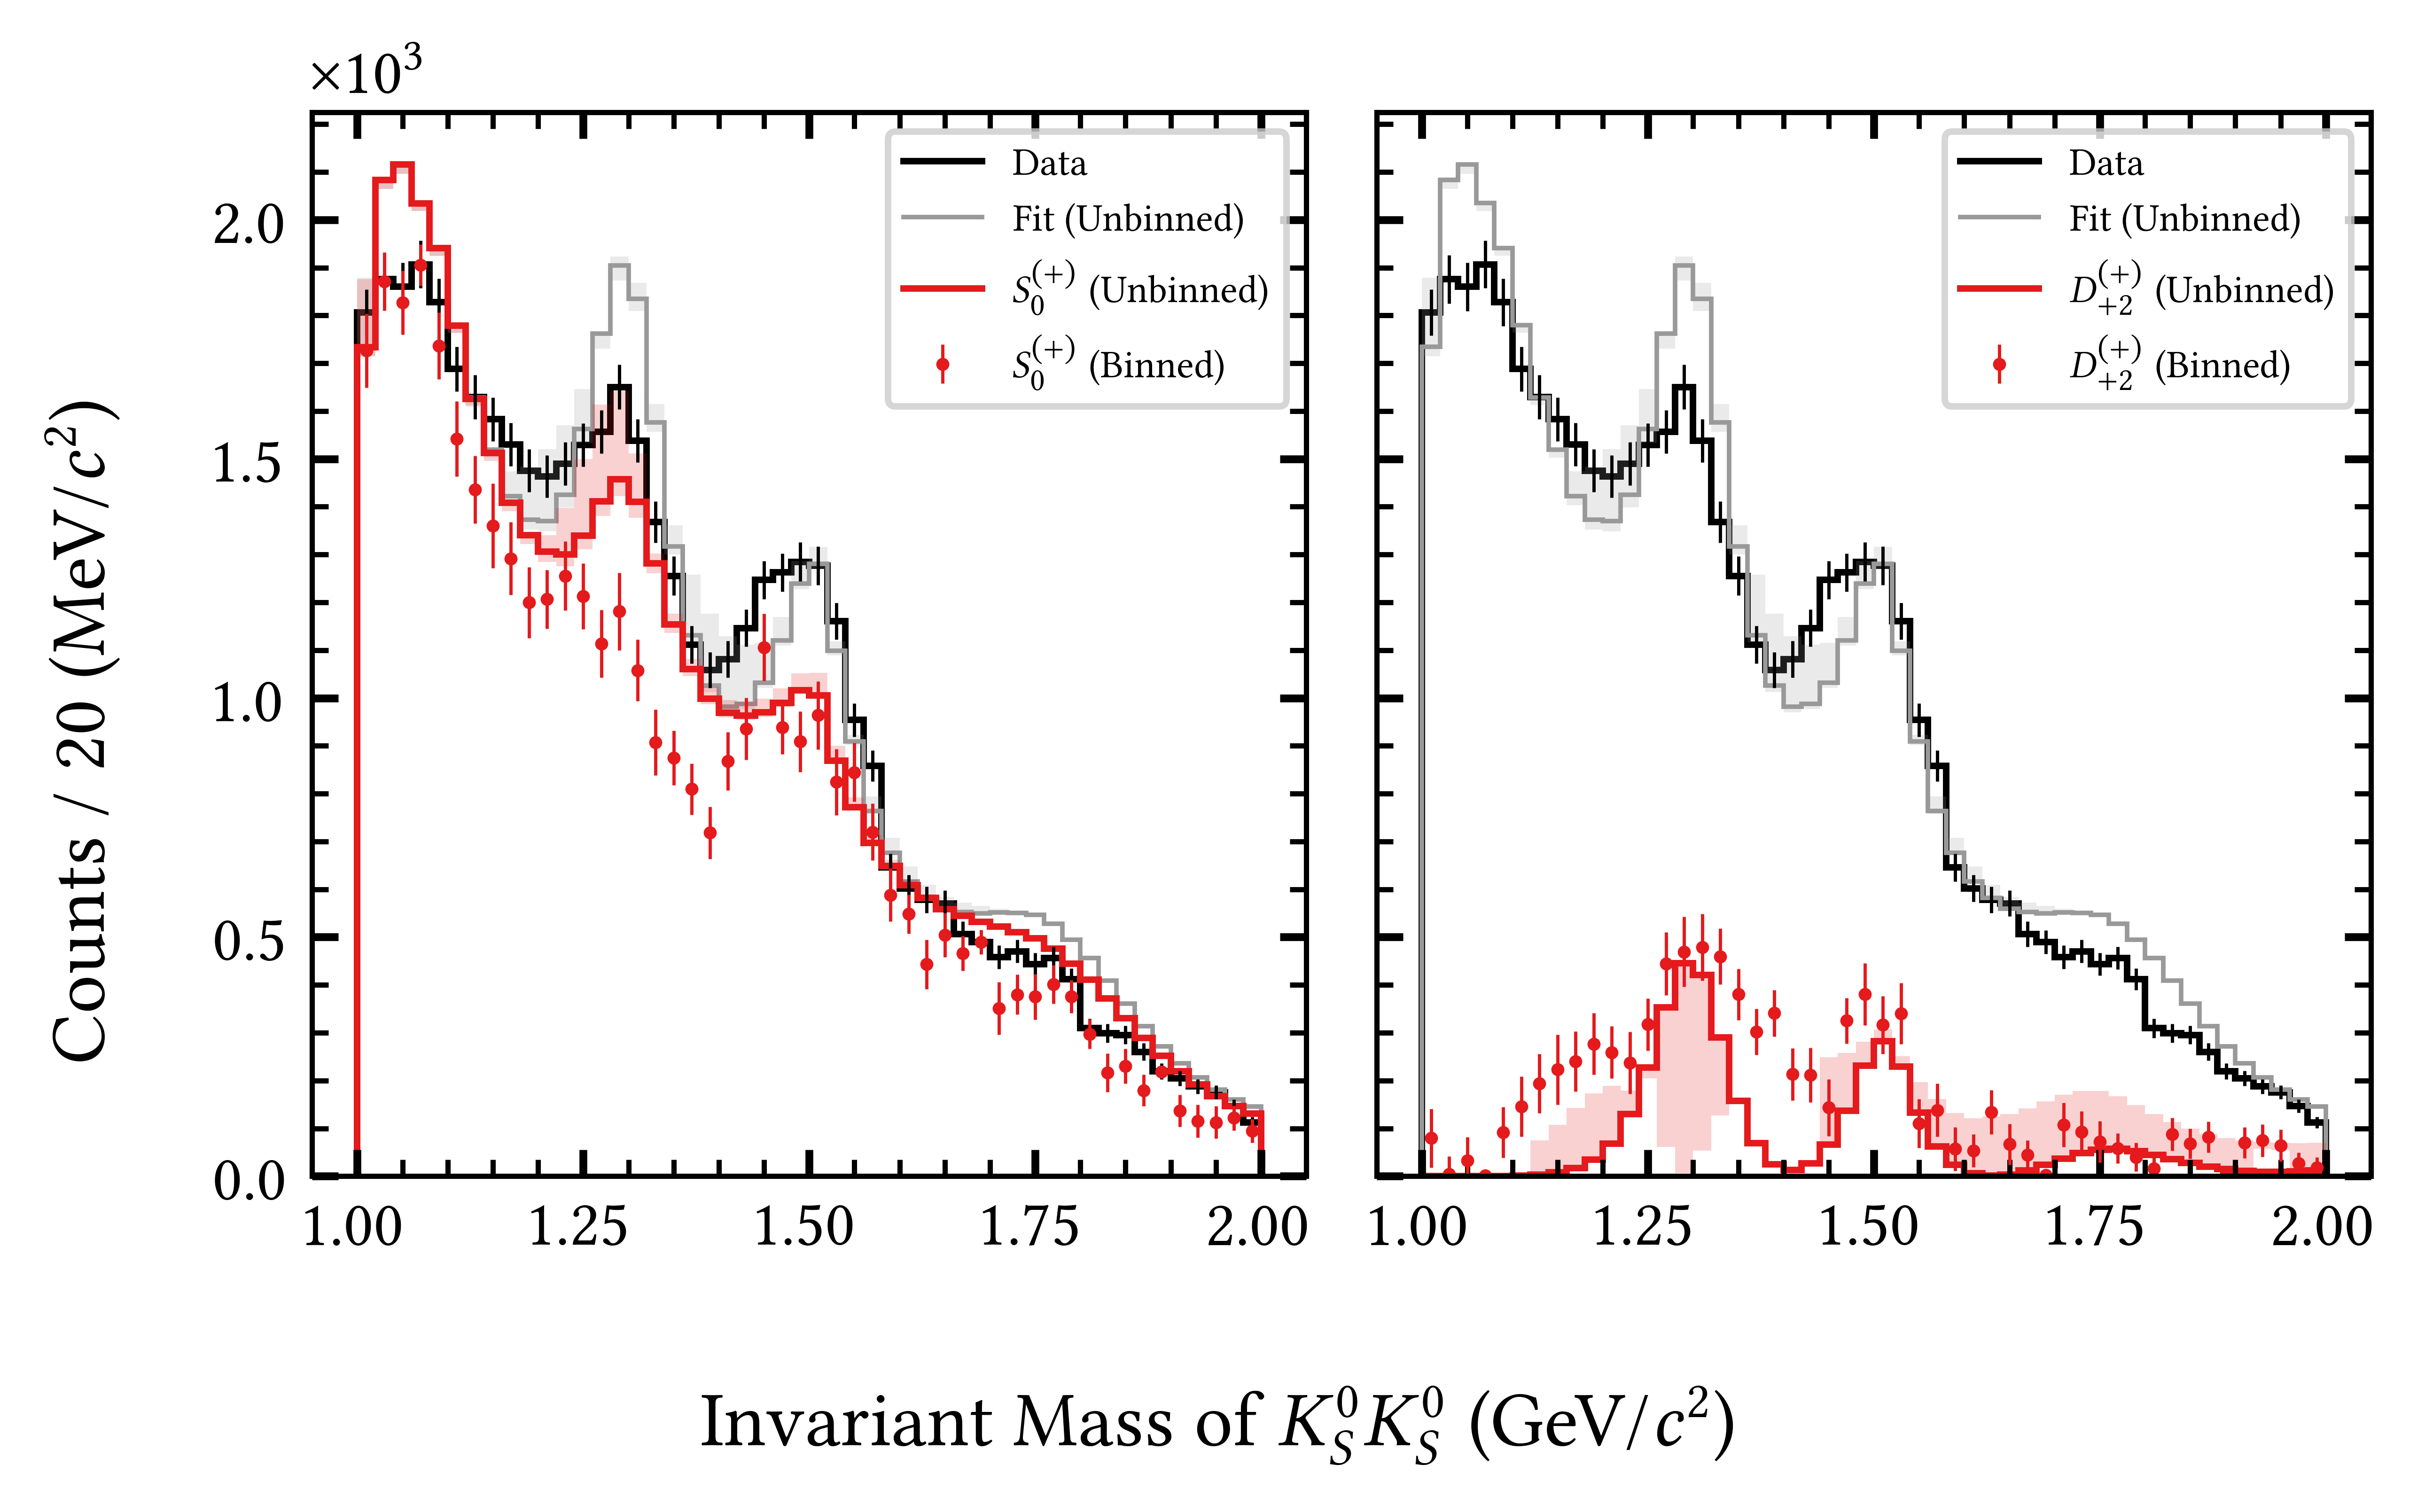 ×10³
Counts / 20 (MeV/c²)
2.0
1.5
1.0
0.5
0.0
Data
Fit (Unbinned)
S₀⁽⁺⁾ (Unbinned)
S₀⁽⁺⁾ (Binned)
Data
Fit (Unbinned)
D₊₂⁽⁺⁾ (Unbinned)
D₊₂⁽⁺⁾ (Binned)
1.00 1.25 1.50 1.75 2.00
1.00 1.25 1.50 1.75 2.00
Invariant Mass of K_S⁰K_S⁰ (GeV/c²)